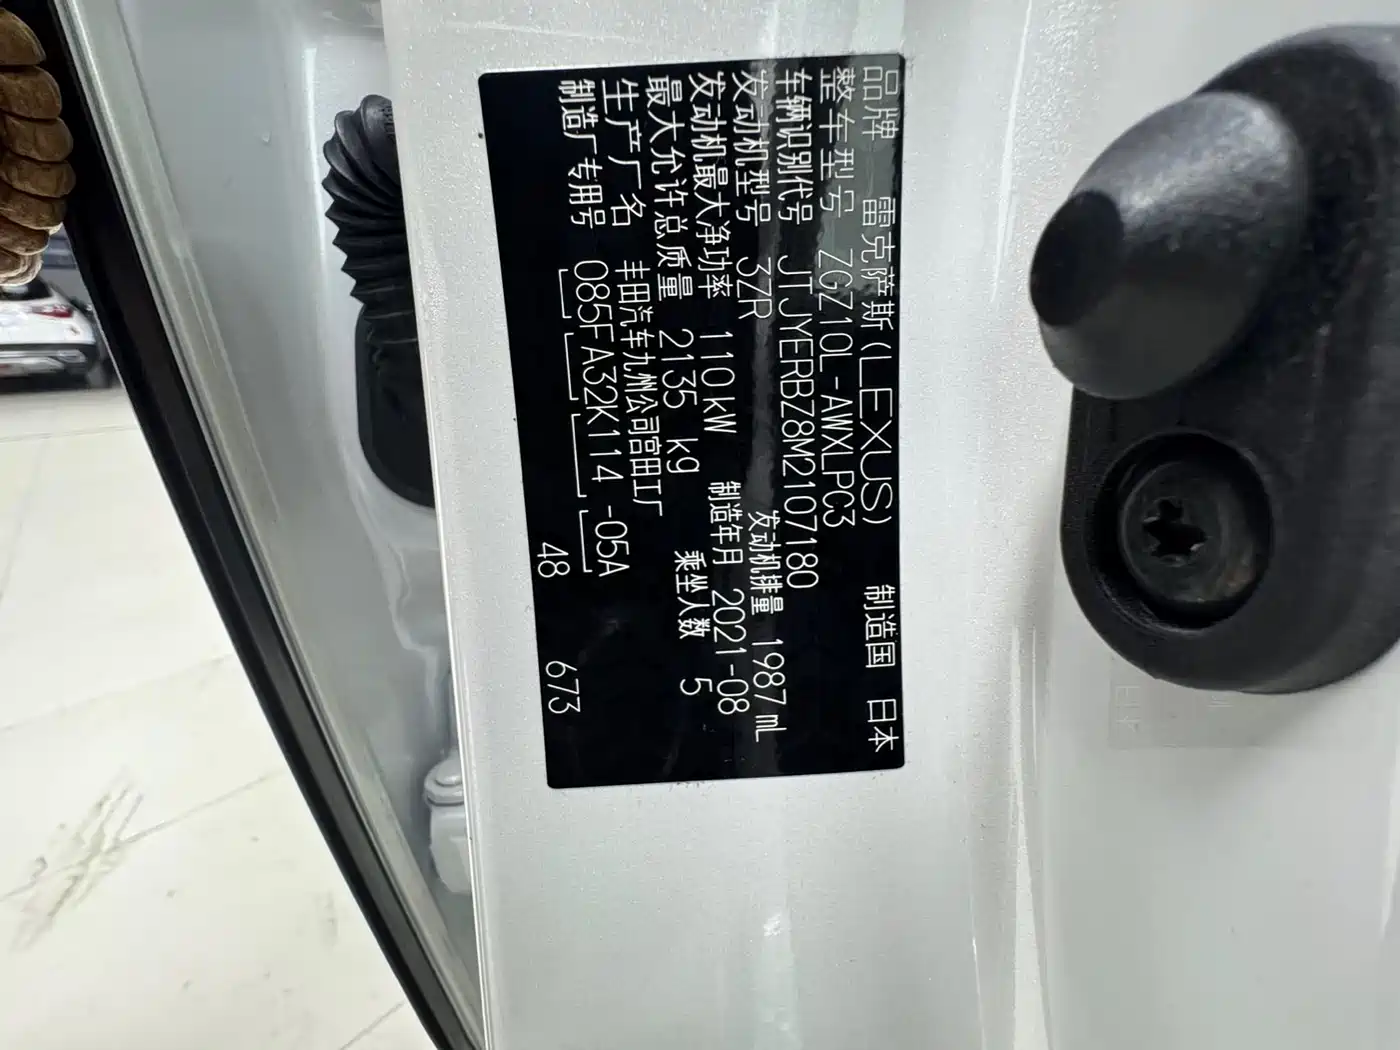 品牌 雷克萨斯(LEXUS) 制造国 日本
整车型号 ZGZ10L-AWXLPC3
车辆识别代号 JTJJYERBZ8M2107180
发动机型号 3ZR 发动机排量 1987 mL
发动机最大净功率 110 kW 制造年月 2021-08
最大允许总质量 2135 kg 乘坐人数 5
生产厂名 丰田汽车九州公司宫田工厂
制造厂专用号 085FA32K114 -05A
48 673